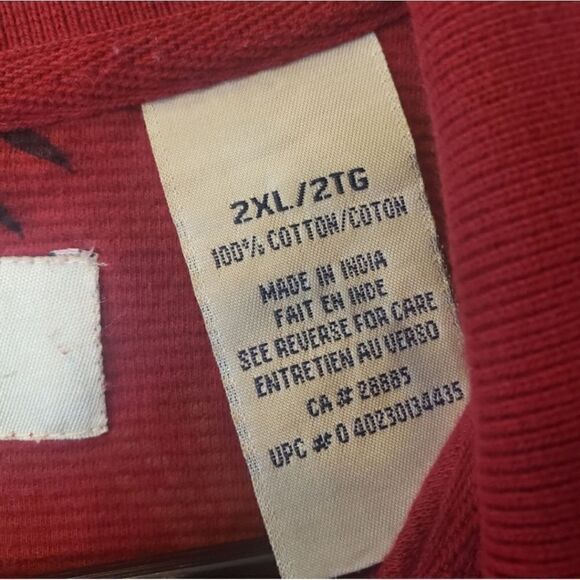 2XL/2TG
100% COTTON/COTON
MADE IN INDIA
FAIT EN INDE
SEE REVERSE FOR CARE
ENTRETIEN AU VERSO
CA # 28885
UPC # 0 40230134435